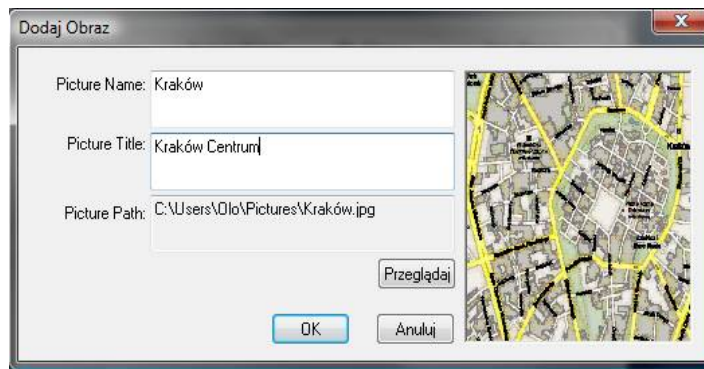 Dodaj Obraz
Picture Name: Kraków
Picture Title: Kraków Centrum
Picture Path: C:\Users\Olo\Pictures\Kraków.jpg
Przeglądaj
OK Anuluj